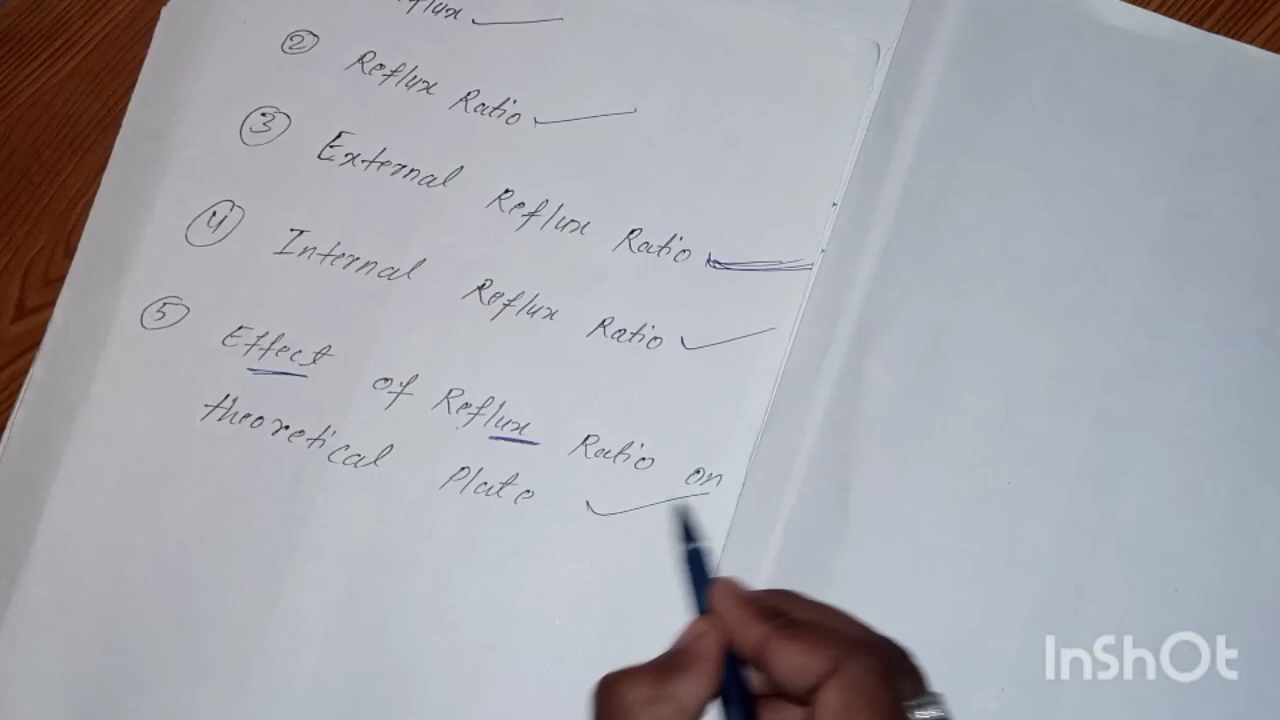 ② Reflux Ratio
③ External Reflux Ratio
④ Internal Reflux Ratio
⑤ Effect of Reflux Ratio on
theoretical Plate
InShOt